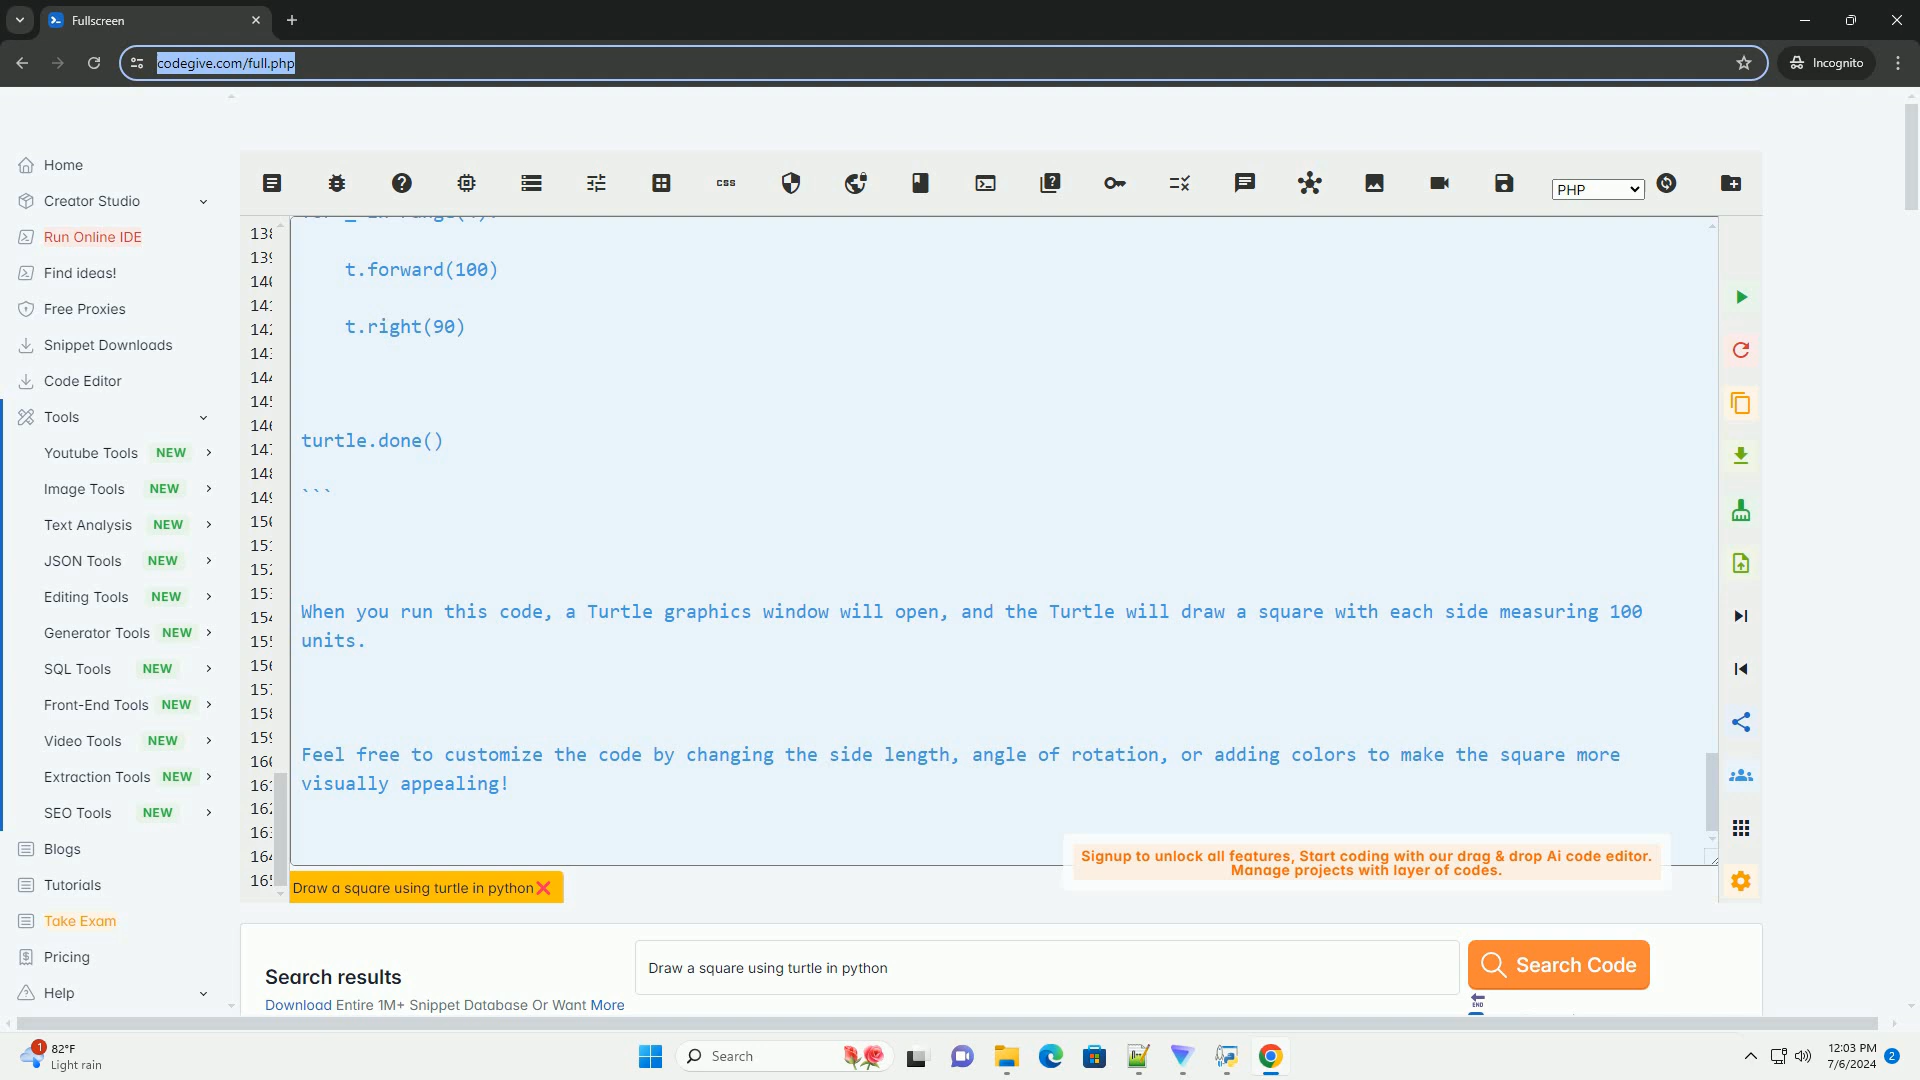 Fullscreen
codegive.com/full.php
Incognito
Home
Creator Studio
Run Online IDE
Find ideas!
Free Proxies
Snippet Downloads
Code Editor
Tools
Youtube Tools NEW
Image Tools NEW
Text Analysis NEW
JSON Tools NEW
Editing Tools NEW
Generator Tools NEW
SQL Tools NEW
Front-End Tools NEW
Video Tools NEW
Extraction Tools NEW
SEO Tools NEW
Blogs
Tutorials
Take Exam
Pricing
Help
css
PHP
t.forward(100)
t.right(90)
turtle.done()
```
When you run this code, a Turtle graphics window will open, and the Turtle will draw a square with each side measuring 100
units.
Feel free to customize the code by changing the side length, angle of rotation, or adding colors to make the square more
visually appealing!
Signup to unlock all features, Start coding with our drag & drop Ai code editor.
Manage projects with layer of codes.
Draw a square using turtle in python
Search results
Draw a square using turtle in python
Search Code
Download Entire 1M+ Snippet Database Or Want More
END
1
82°F
Light rain
Search
12:03 PM
7/6/2024
2